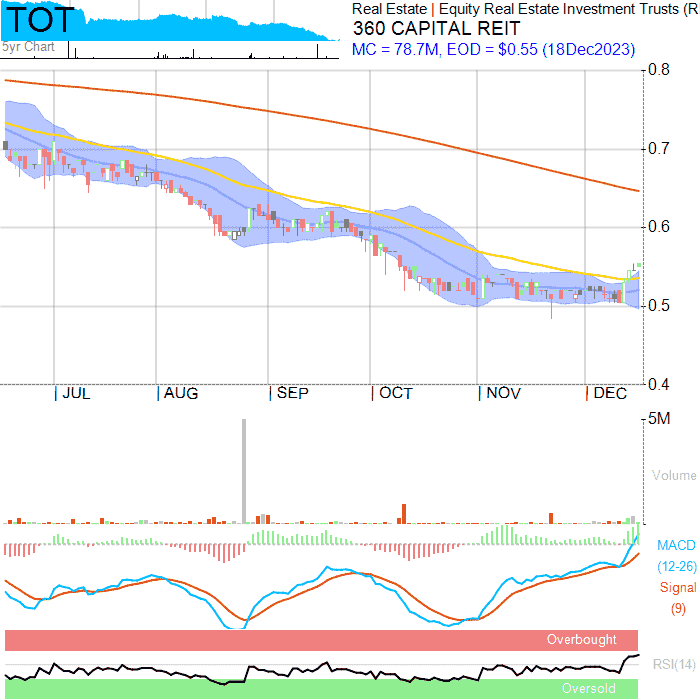 TOT
5yr Chart
Real Estate | Equity Real Estate Investment Trusts (R
360 CAPITAL REIT
MC = 78.7M, EOD = $0.55 (18Dec2023)
0.8
0.7
0.6
0.5
0.4
JUL AUG SEP OCT NOV DEC
5M
Volume
MACD
(12-26)
Signal
(9)
Overbought
RSI(14)
Oversold